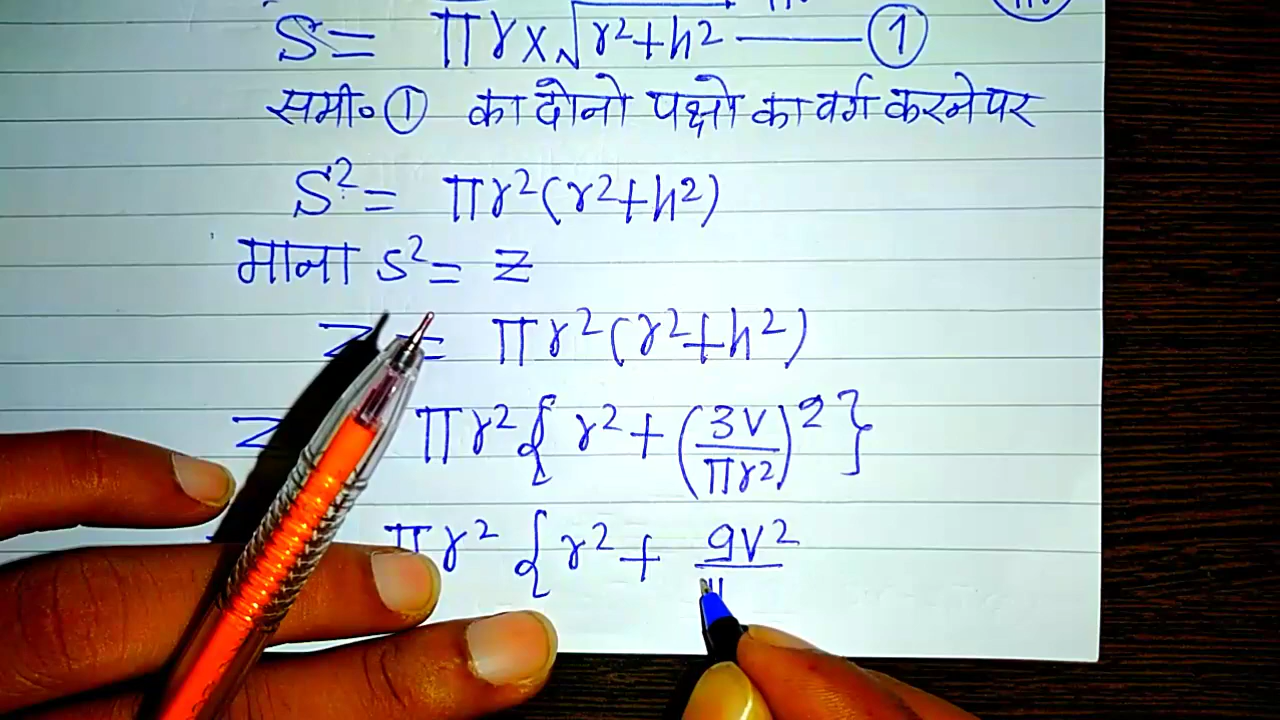 S = πr × √r²+h² —— ①
समी० ① का दोनो पक्षो का वर्ग करने पर
S² = πr²(r²+h²)
माना s² = z
z = πr²(r²+h²)
z πr² { r² + (3V/πr²)² }
πr² { r² + 9V²